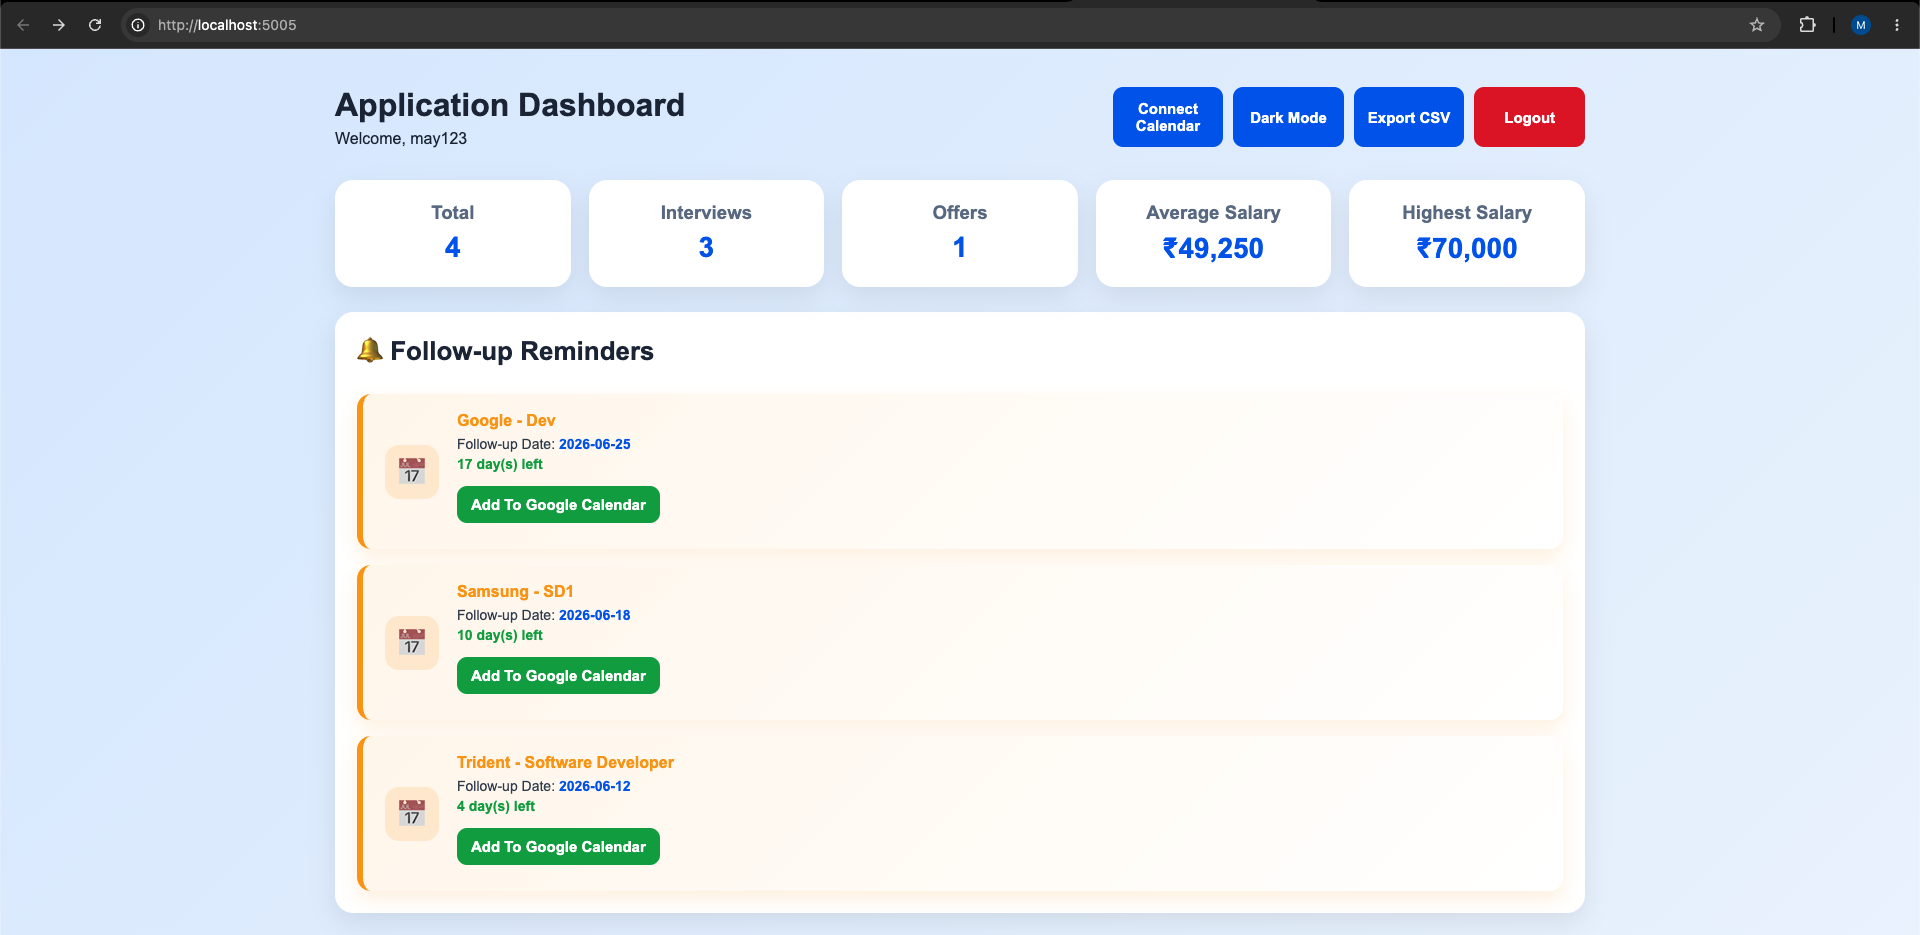 http://localhost:5005
M
Application Dashboard
Welcome, may123
Connect
Calendar
Dark Mode
Export CSV
Logout
Total
4
Interviews
3
Offers
1
Average Salary
₹49,250
Highest Salary
₹70,000
Follow-up Reminders
Google - Dev
Follow-up Date: 2026-06-25
17 day(s) left
17
Add To Google Calendar
Samsung - SD1
Follow-up Date: 2026-06-18
10 day(s) left
17
Add To Google Calendar
Trident - Software Developer
Follow-up Date: 2026-06-12
4 day(s) left
17
Add To Google Calendar